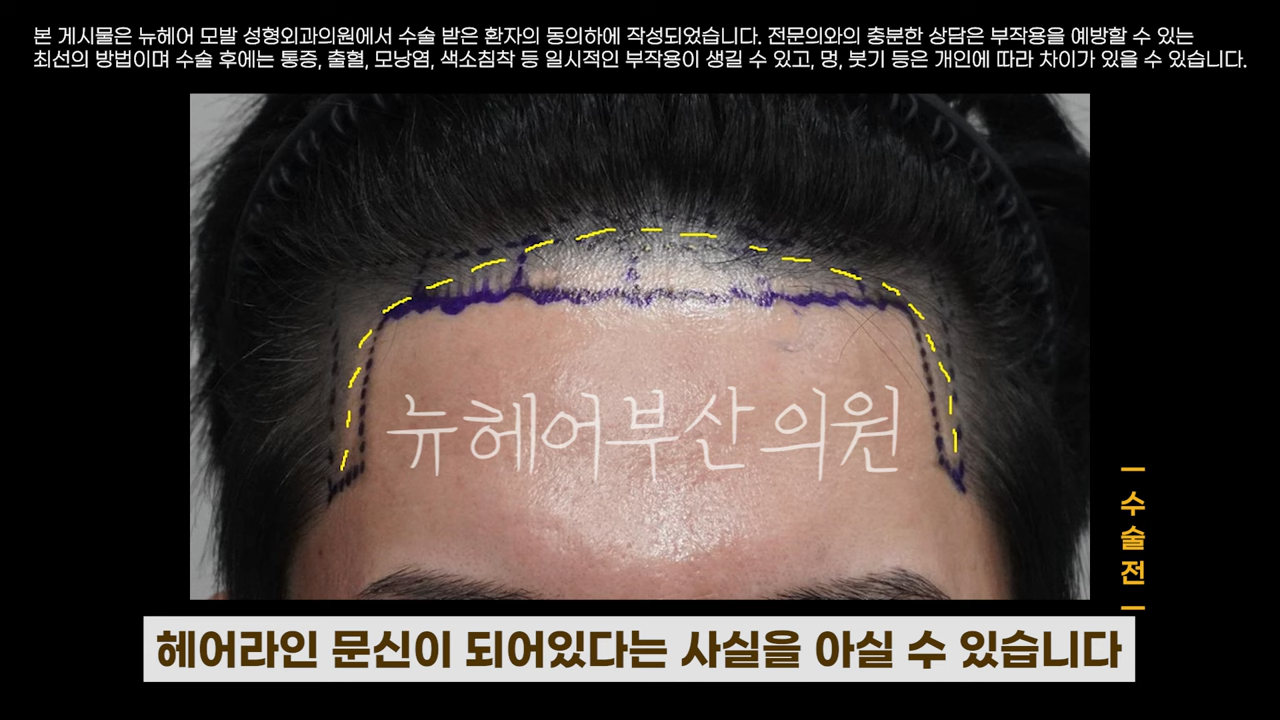 본 게시물은 뉴헤어 모발 성형외과의원에서 수술 받은 환자의 동의하에 작성되었습니다. 전문의와의 충분한 상담은 부작용을 예방할 수 있는
최선의 방법이며 수술 후에는 통증, 출혈, 모낭염, 색소침착 등 일시적인 부작용이 생길 수 있고, 멍, 붓기 등은 개인에 따라 차이가 있을 수 있습니다.
뉴헤어부산의원
수술전
헤어라인 문신이 되어있다는 사실을 아실 수 있습니다